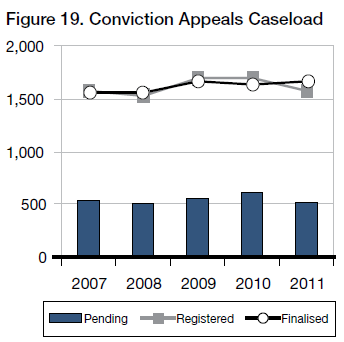 Figure 19. Conviction Appeals Caseload
2,000
1,500
1,000
500
0
2007 2008 2009 2010 2011
Pending Registered Finalised